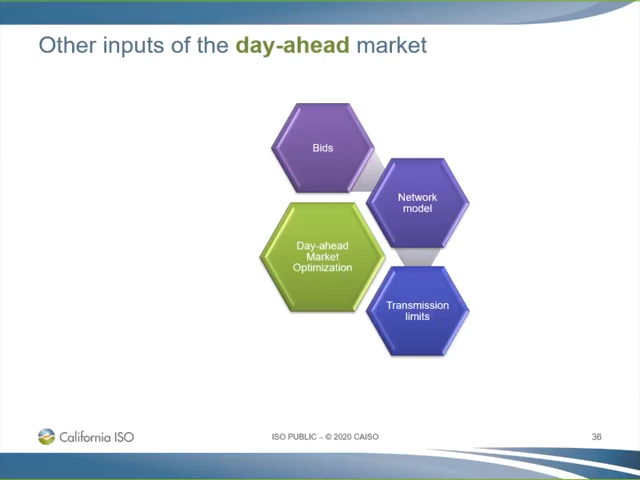 Other inputs of the day-ahead market
Bids
Network
model
Day-ahead
Market
Optimization
Transmission
limits
California ISO
ISO PUBLIC – © 2020 CAISO
36